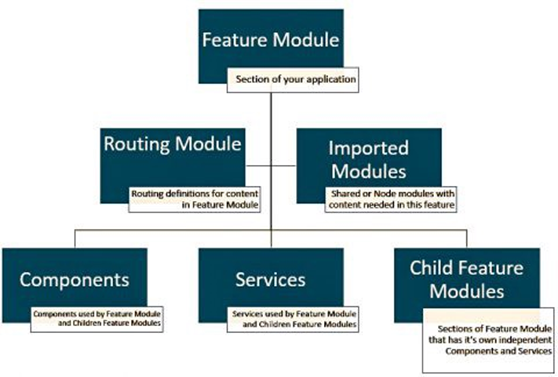 Feature Module
Section of your application
Routing Module
Routing definitions for content
in Feature Module
Imported
Modules
Shared or Node modules with
content needed in this feature
Components
Components used by Feature Module
and Children Feature Modules
Services
Services used by Feature Module
and Children Feature Modules
Child Feature
Modules
Sections of Feature Module
that has it's own independent
Components and Services